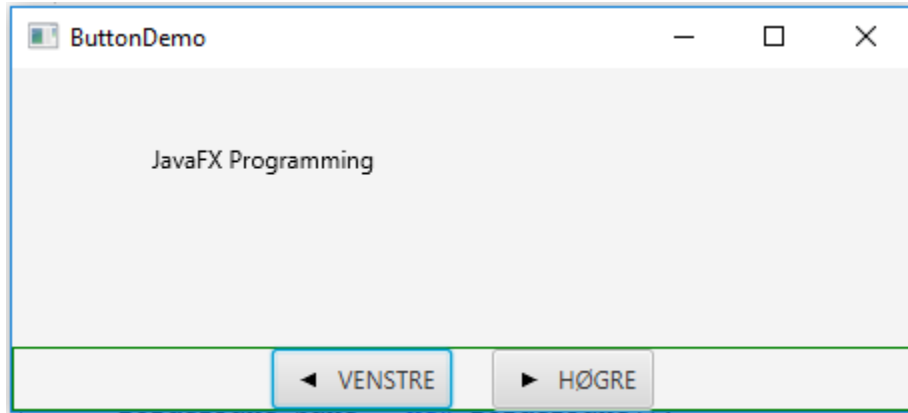 ButtonDemo
JavaFX Programming
◄ VENSTRE ► HØGRE